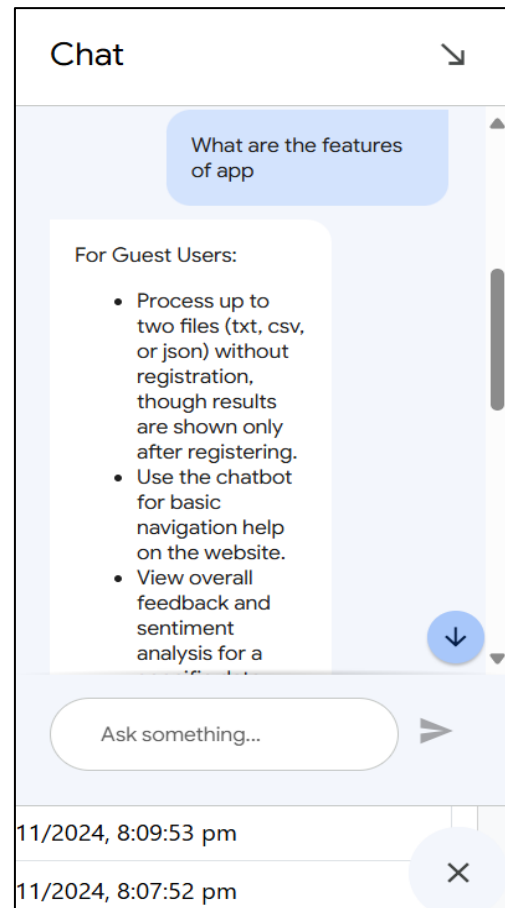 Chat
What are the features
of app
For Guest Users:
• Process up to
two files (txt, csv,
or json) without
registration,
though results
are shown only
after registering.
• Use the chatbot
for basic
navigation help
on the website.
• View overall
feedback and
sentiment
analysis for a
Ask something...
11/2024, 8:09:53 pm
11/2024, 8:07:52 pm